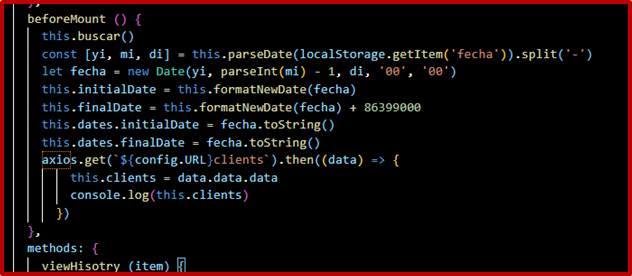 },
beforeMount () {
this.buscar()
const [yi, mi, di] = this.parseDate(localStorage.getItem('fecha')).split('-')
let fecha = new Date(yi, parseInt(mi) - 1, di, '00', '00')
this.initialDate = this.formatNewDate(fecha)
this.finalDate = this.formatNewDate(fecha) + 86399000
this.dates.initialDate = fecha.toString()
this.dates.finalDate = fecha.toString()
axios.get(`${config.URL}clients`).then((data) => {
this.clients = data.data.data
console.log(this.clients)
})
},
methods: {
viewHisotry (item) {